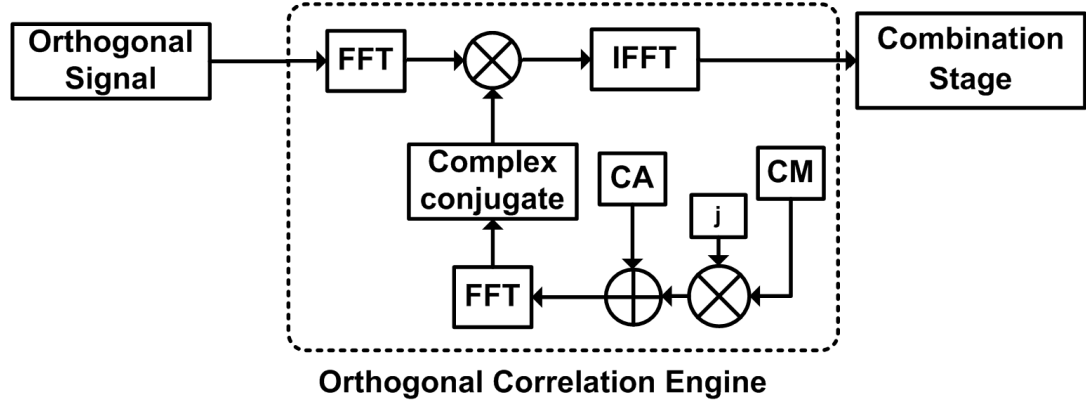 Orthogonal
Signal
FFT
IFFT
Combination
Stage
Complex
conjugate
CA
CM
j
FFT
Orthogonal Correlation Engine